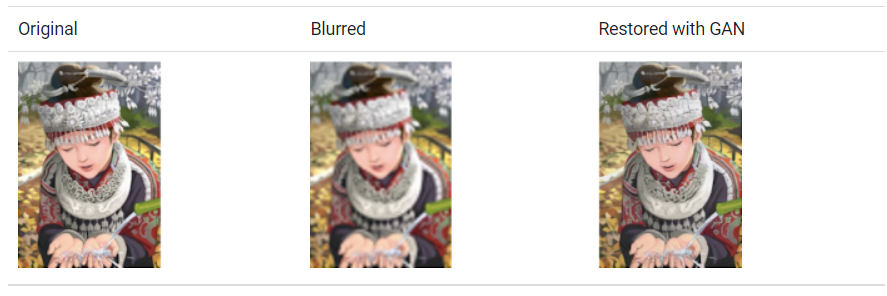 Original
Blurred
Restored with GAN